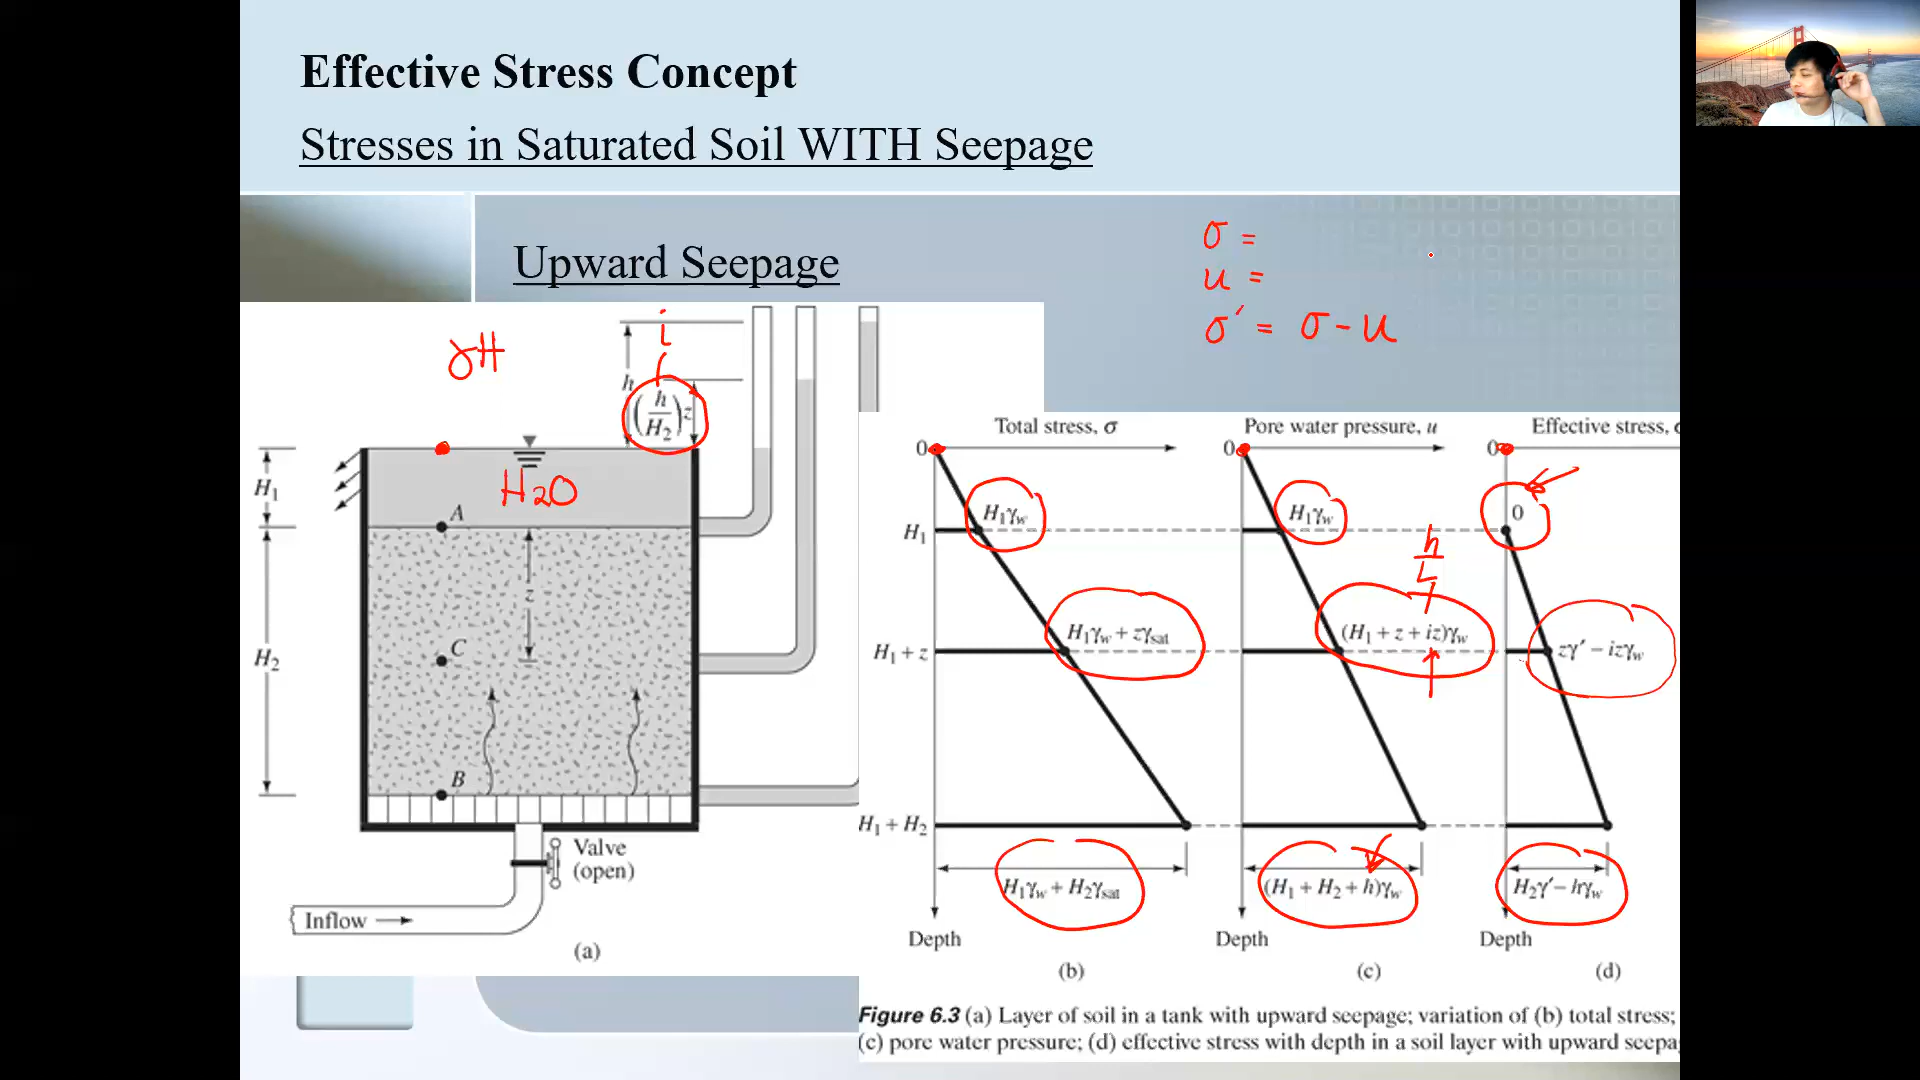 Effective Stress Concept
Stresses in Saturated Soil WITH Seepage
Upward Seepage
σ =
u =
σ′ = σ - u
γH
i
h
(h/H₂)z
H₂O
H₁
A
z
C
H₂
B
Valve
(open)
Inflow
(a)
Total stress, σ
0
H₁γw
H₁
H₁γw + zγsat
H₁ + z
H₁ + H₂
H₁γw + H₂γsat
Depth
(b)
Pore water pressure, u
0
H₁γw
h/L
(H₁ + z + iz)γw
(H₁ + H₂ + h)γw
Depth
(c)
Effective stress,
0
0
zγ′ − izγw
H₂γ′ − hγw
Depth
(d)
Figure 6.3 (a) Layer of soil in a tank with upward seepage; variation of (b) total stress;
(c) pore water pressure; (d) effective stress with depth in a soil layer with upward seepa